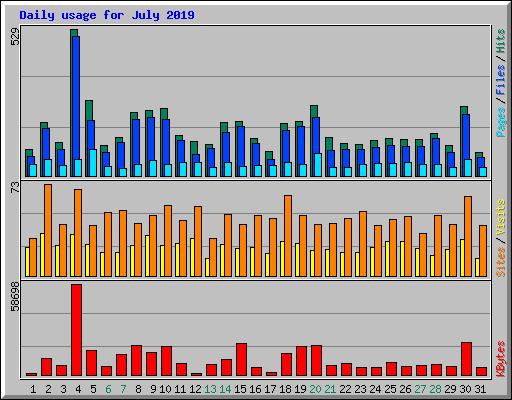 Daily usage for July 2019
529
Pages / Files / Hits
73
Sites / Visits
58698
KBytes
1 2 3 4 5 6 7 8 9 10 11 12 13 14 15 16 17 18 19 20 21 22 23 24 25 26 27 28 29 30 31